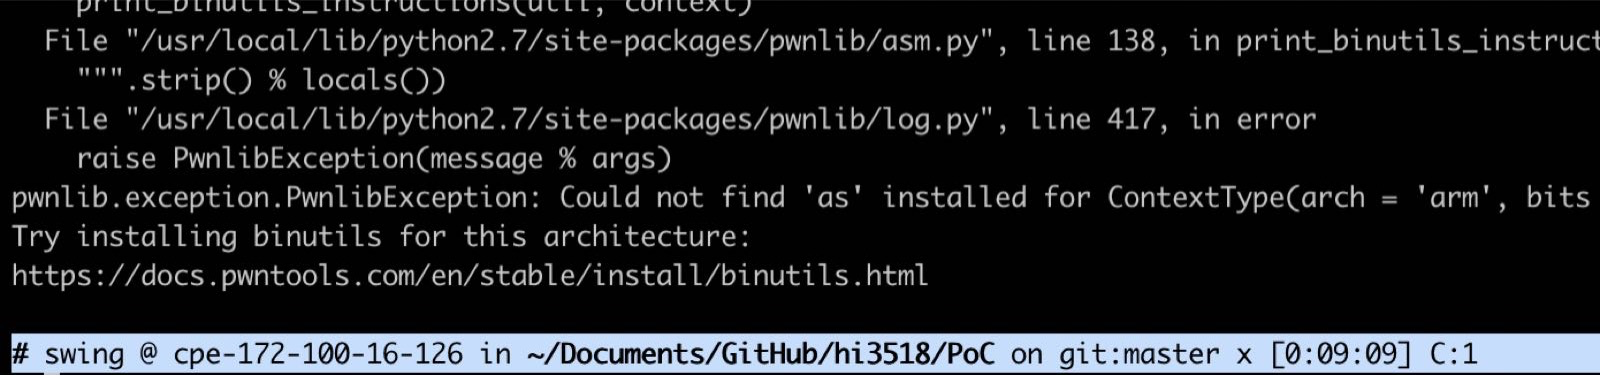 print_binutils_instructions(util, context)
File "/usr/local/lib/python2.7/site-packages/pwnlib/asm.py", line 138, in print_binutils_instruct
""".strip() % locals())
File "/usr/local/lib/python2.7/site-packages/pwnlib/log.py", line 417, in error
raise PwnlibException(message % args)
pwnlib.exception.PwnlibException: Could not find 'as' installed for ContextType(arch = 'arm', bits
Try installing binutils for this architecture:
https://docs.pwntools.com/en/stable/install/binutils.html
# swing @ cpe-172-100-16-126 in ~/Documents/GitHub/hi3518/PoC on git:master x [0:09:09] C:1